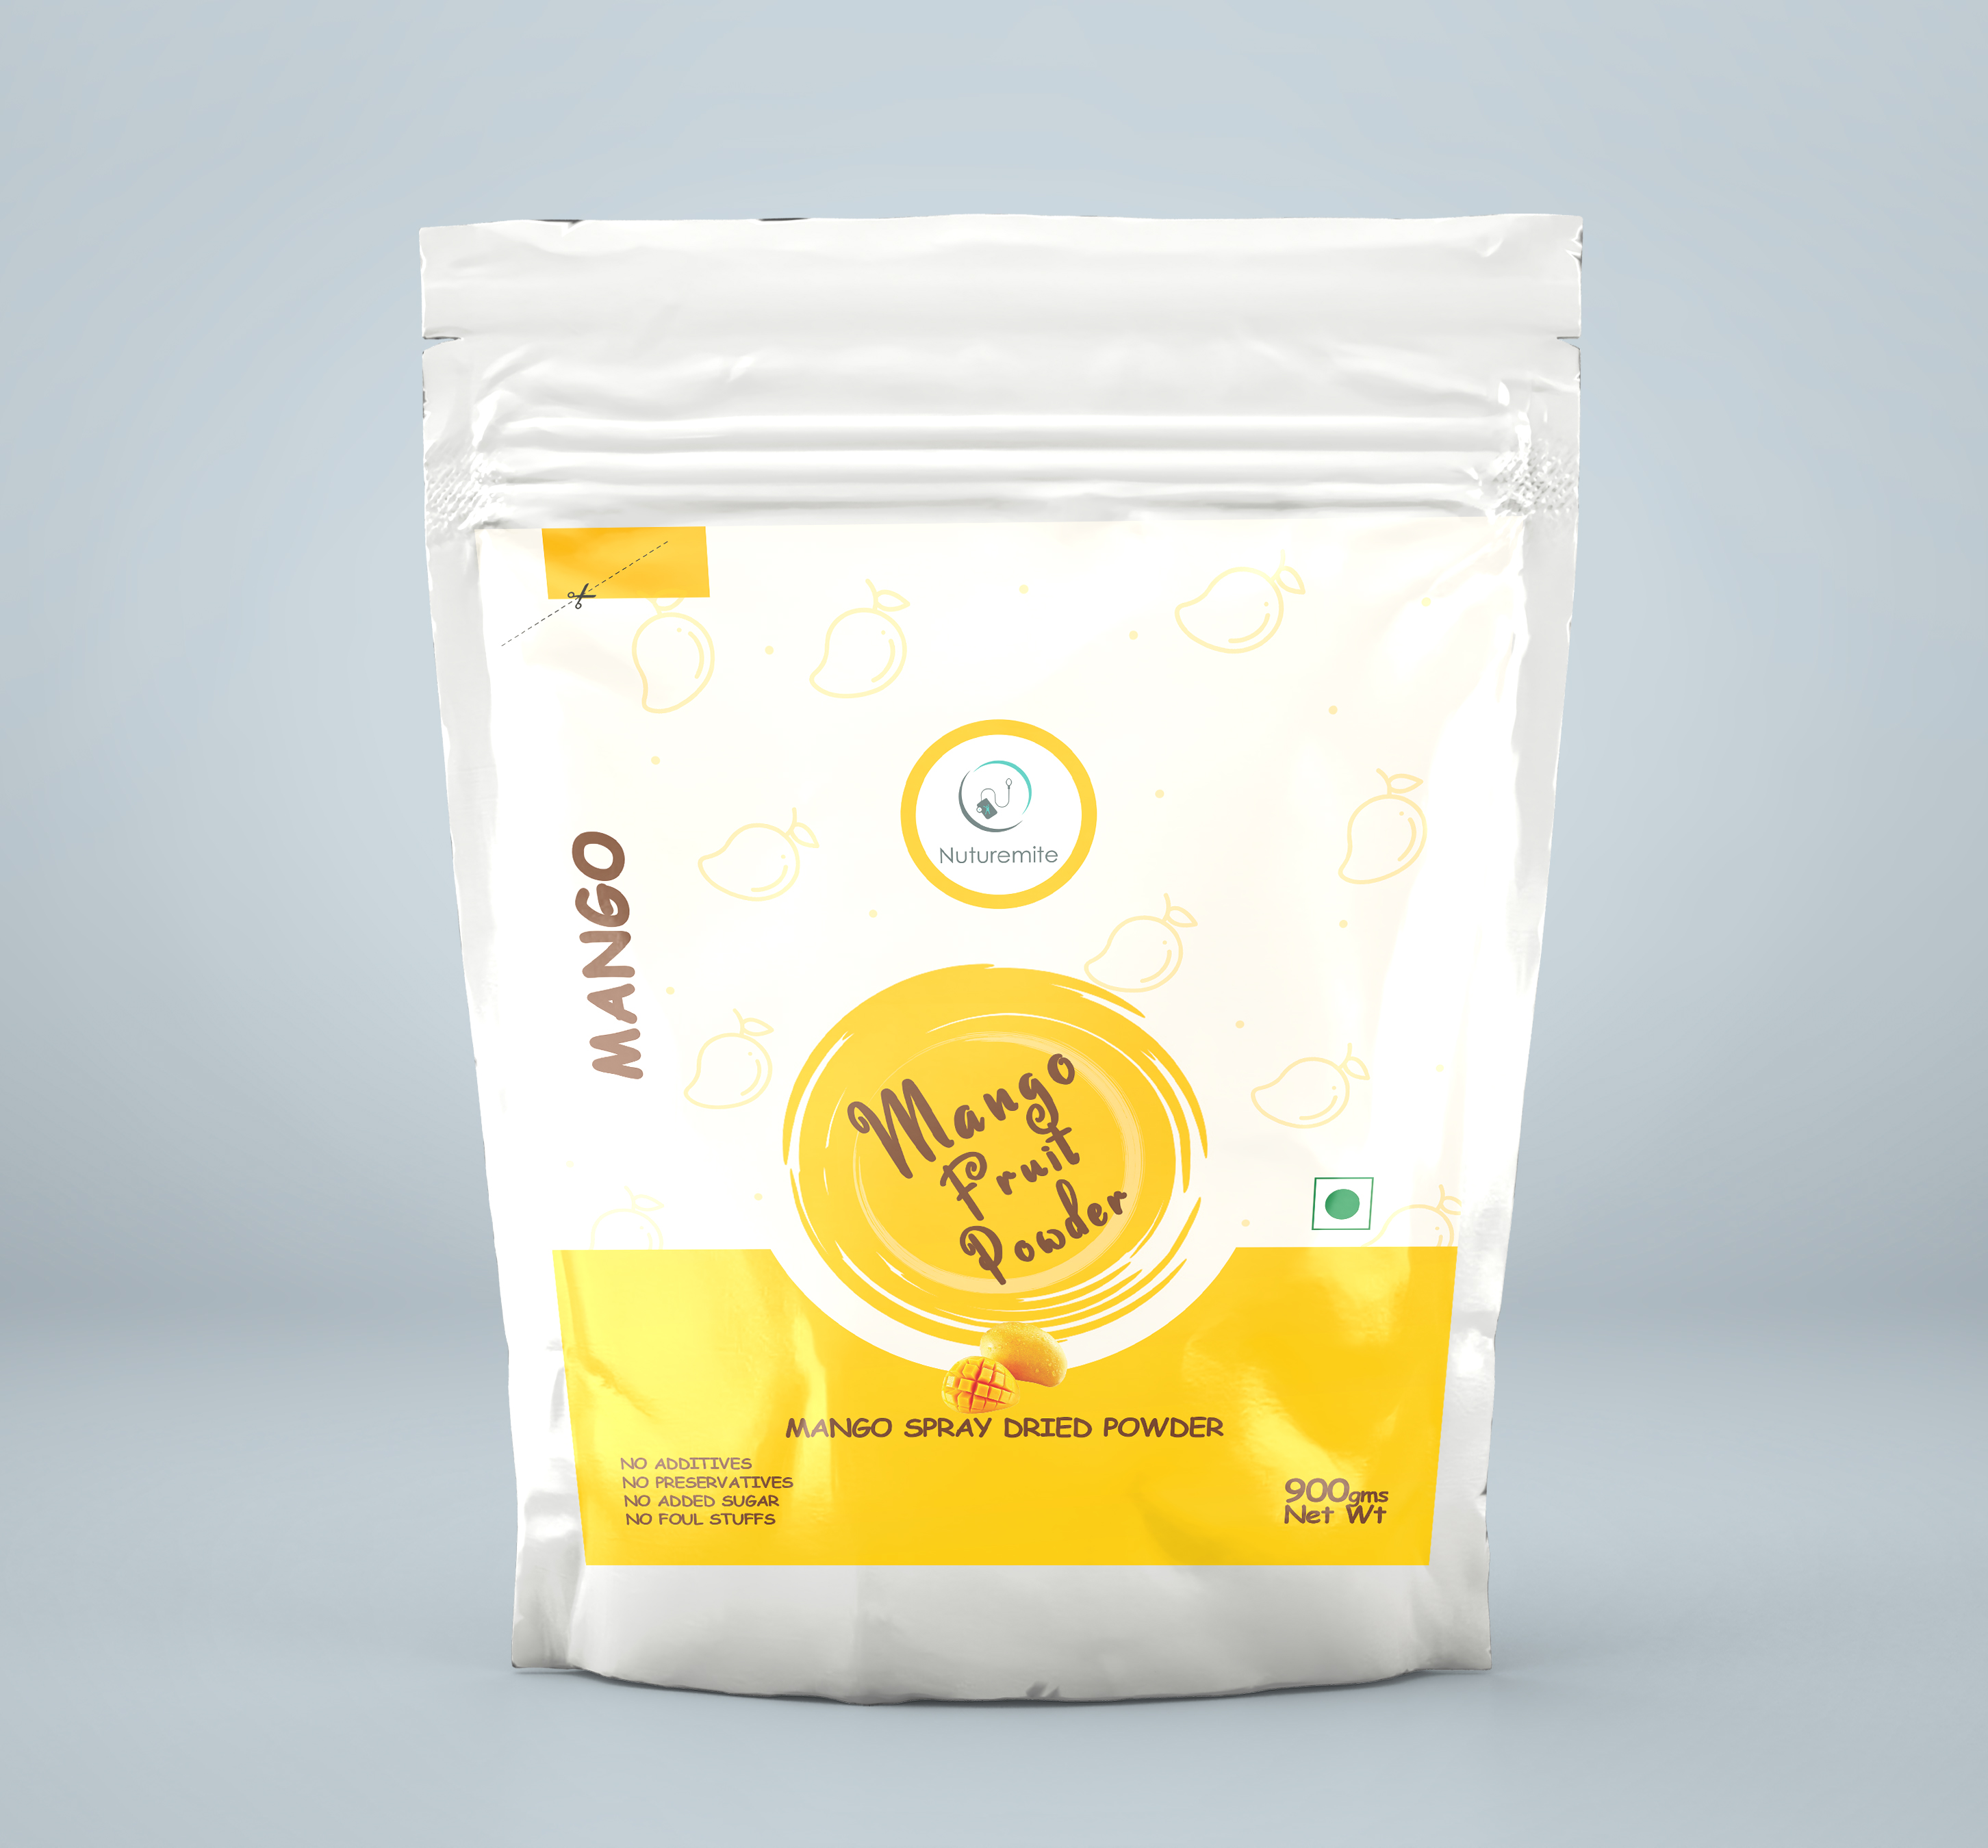 Nuturemite
MANGO
Mango
Fruit
Powder
MANGO SPRAY DRIED POWDER
NO ADDITIVES
NO PRESERVATIVES
NO ADDED SUGAR
NO FOUL STUFFS
900gms
Net Wt